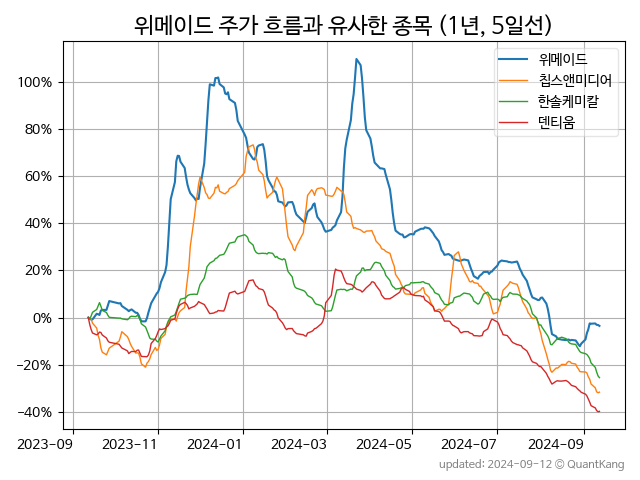 위메이드 주가 흐름과 유사한 종목 (1년, 5일선)
위메이드
칩스앤미디어
한솔케미칼
덴티움
100%
80%
60%
40%
20%
0%
−20%
−40%
2023-09
2023-11
2024-01
2024-03
2024-05
2024-07
2024-09
updated: 2024-09-12 © QuantKang